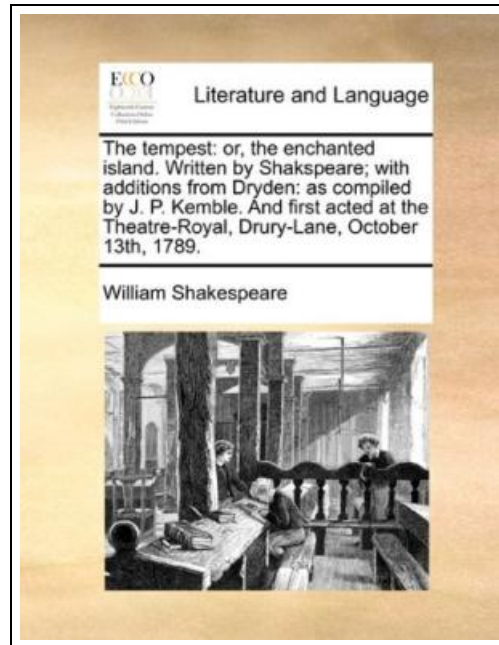 ECCO
Literature and Language
The tempest: or, the enchanted
island. Written by Shakspeare; with
additions from Dryden: as compiled
by J. P. Kemble. And first acted at the
Theatre-Royal, Drury-Lane, October
13th, 1789.
William Shakespeare